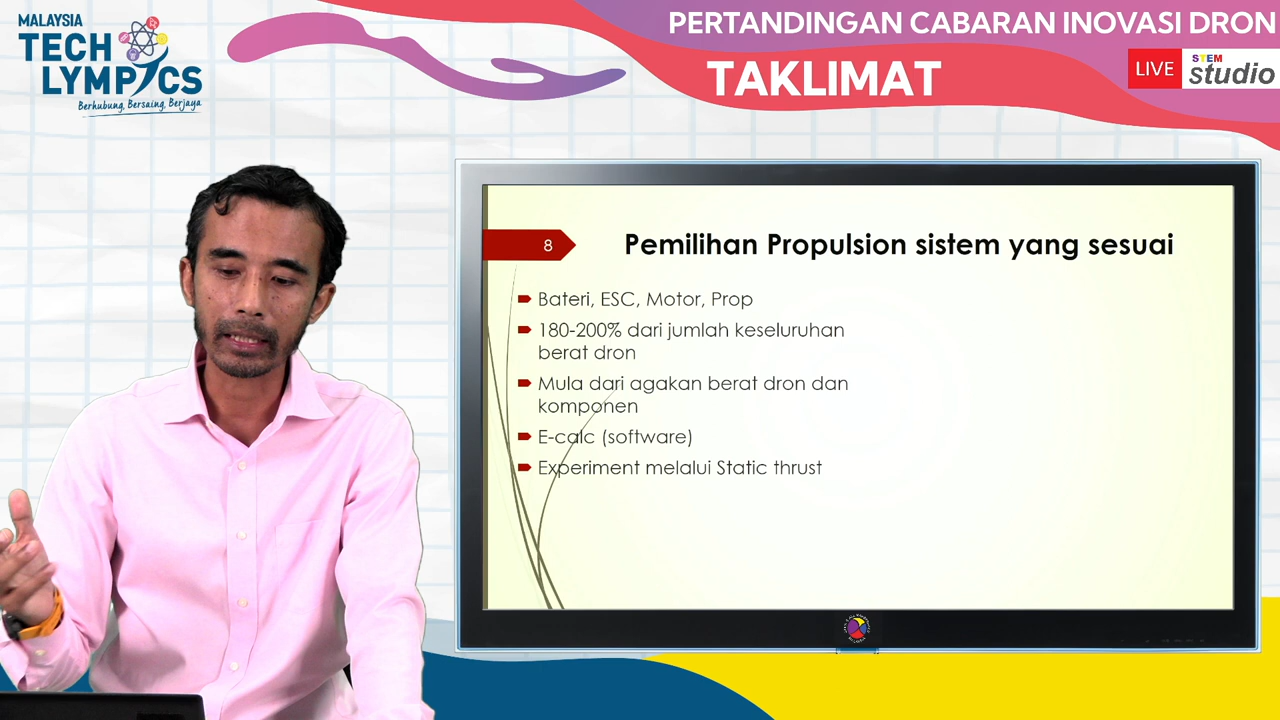 MALAYSIA
TECH
LYMPICS
Berhubung, Bersaing, Berjaya
PERTANDINGAN CABARAN INOVASI DRON
TAKLIMAT
LIVE
STEM
studio
8
Pemilihan Propulsion sistem yang sesuai
Bateri, ESC, Motor, Prop
180-200% dari jumlah keseluruhan
berat dron
Mula dari agakan berat dron dan
komponen
E-calc (software)
Experiment melalui Static thrust